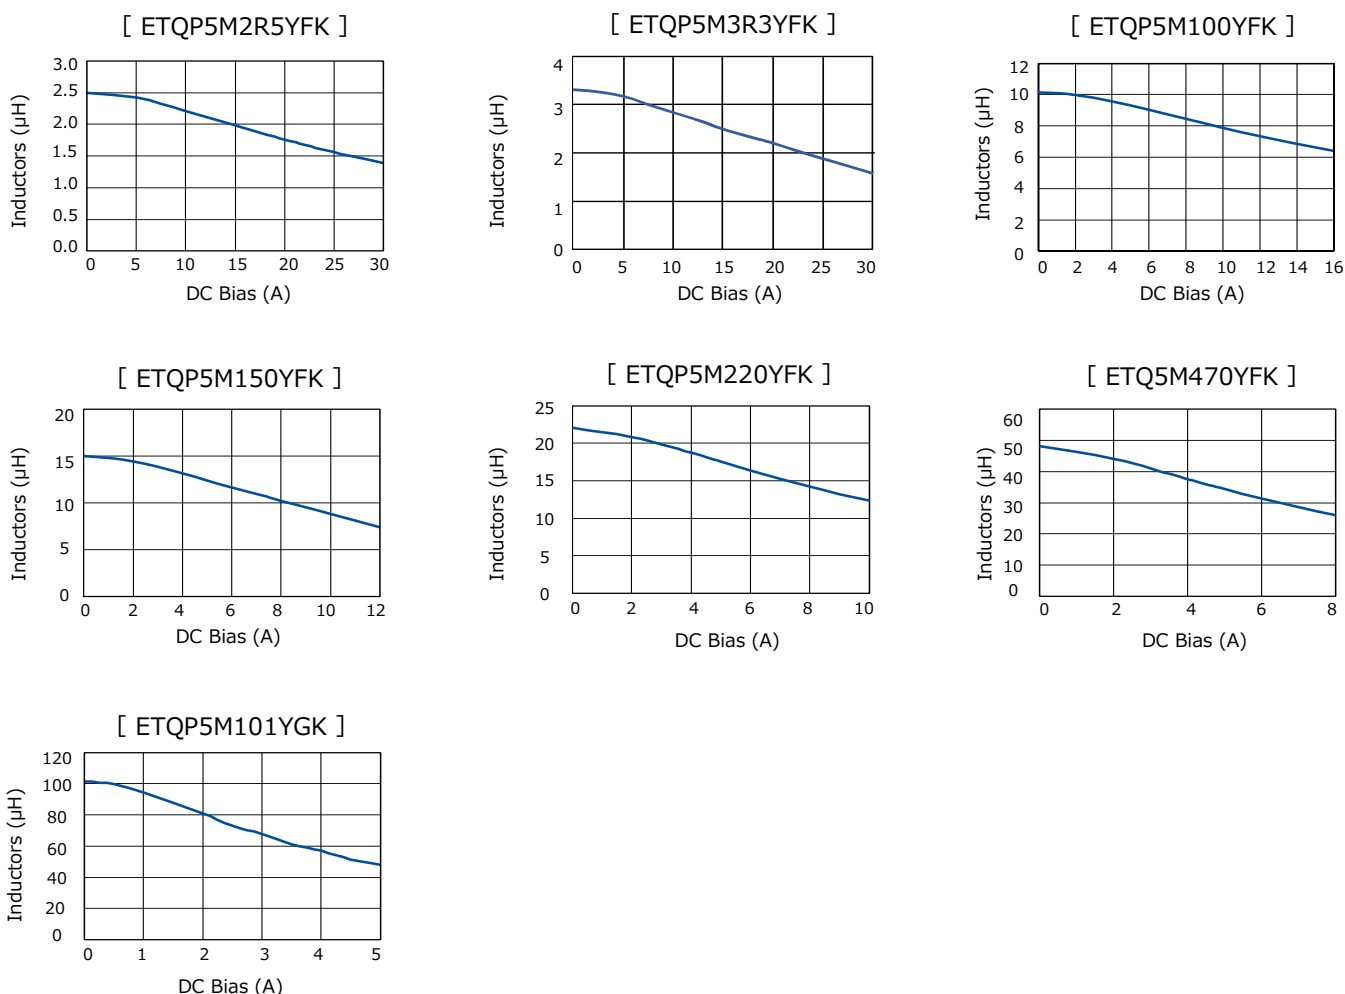 [ ETQP5M2R5YFK ]
Inductors (µH)
3.0
2.5
2.0
1.5
1.0
0.5
0.0
0 5 10 15 20 25 30
DC Bias (A)
[ ETQP5M3R3YFK ]
Inductors (µH)
4
3
2
1
0
0 5 10 15 20 25 30
DC Bias (A)
[ ETQP5M100YFK ]
Inductors (µH)
12
10
8
6
4
2
0
0 2 4 6 8 10 12 14 16
DC Bias (A)
[ ETQP5M150YFK ]
Inductors (µH)
20
15
10
5
0
0 2 4 6 8 10 12
DC Bias (A)
[ ETQP5M220YFK ]
Inductors (µH)
25
20
15
10
5
0
0 2 4 6 8 10
DC Bias (A)
[ ETQ5M470YFK ]
Inductors (µH)
60
50
40
30
20
10
0
0 2 4 6 8
DC Bias (A)
[ ETQP5M101YGK ]
Inductors (µH)
120
100
80
60
40
20
0
0 1 2 3 4 5
DC Bias (A)